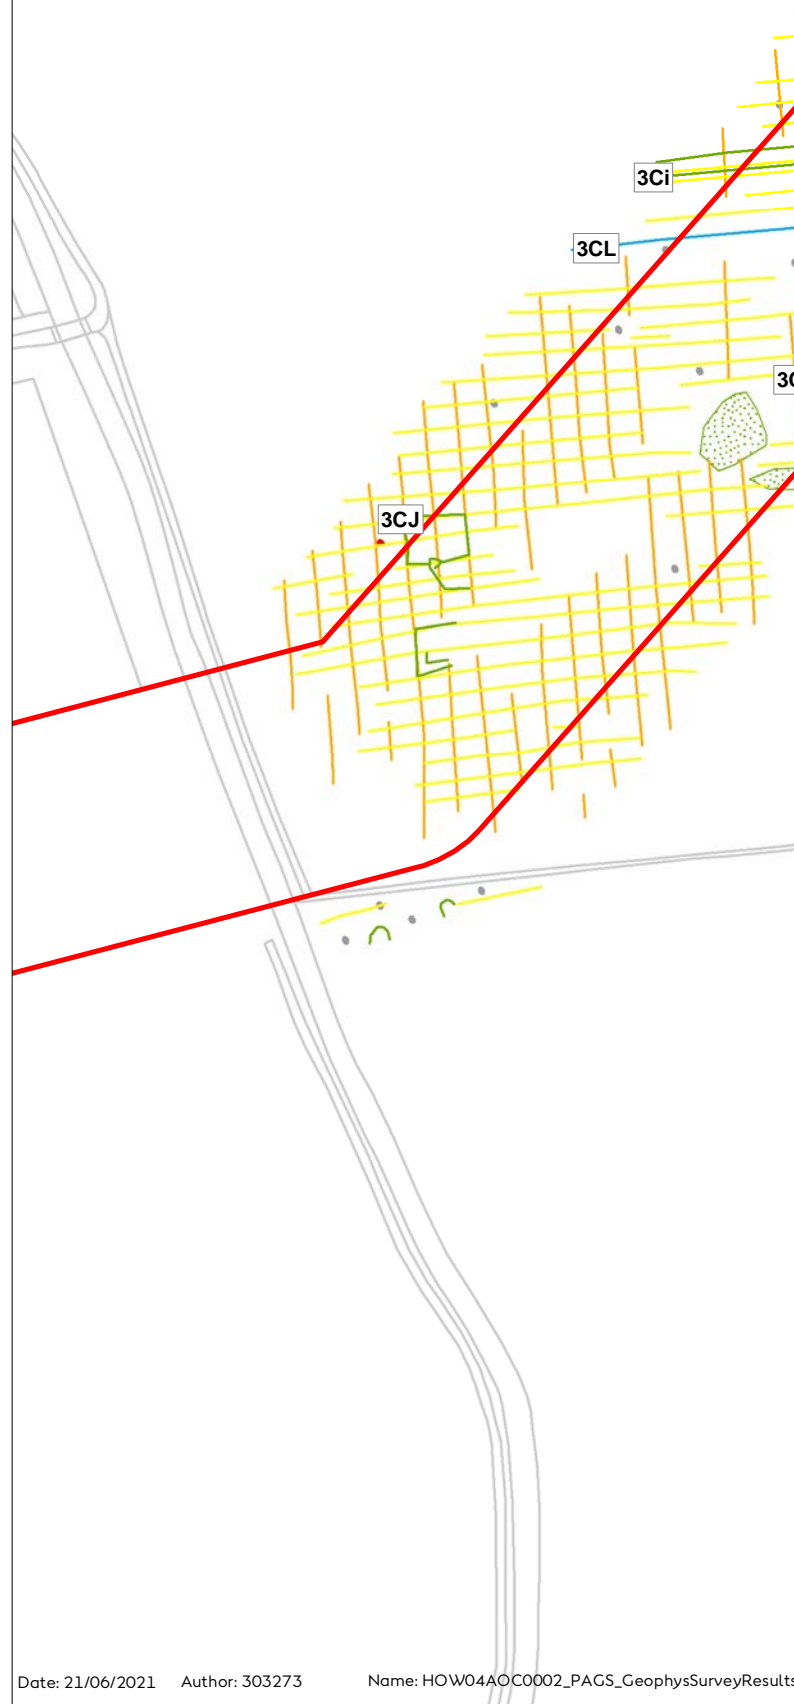 3Ci
3CL
3CJ
Date: 21/06/2021 Author: 303273 Name: HOW04AOC0002_PAGS_GeophysSurveyResults